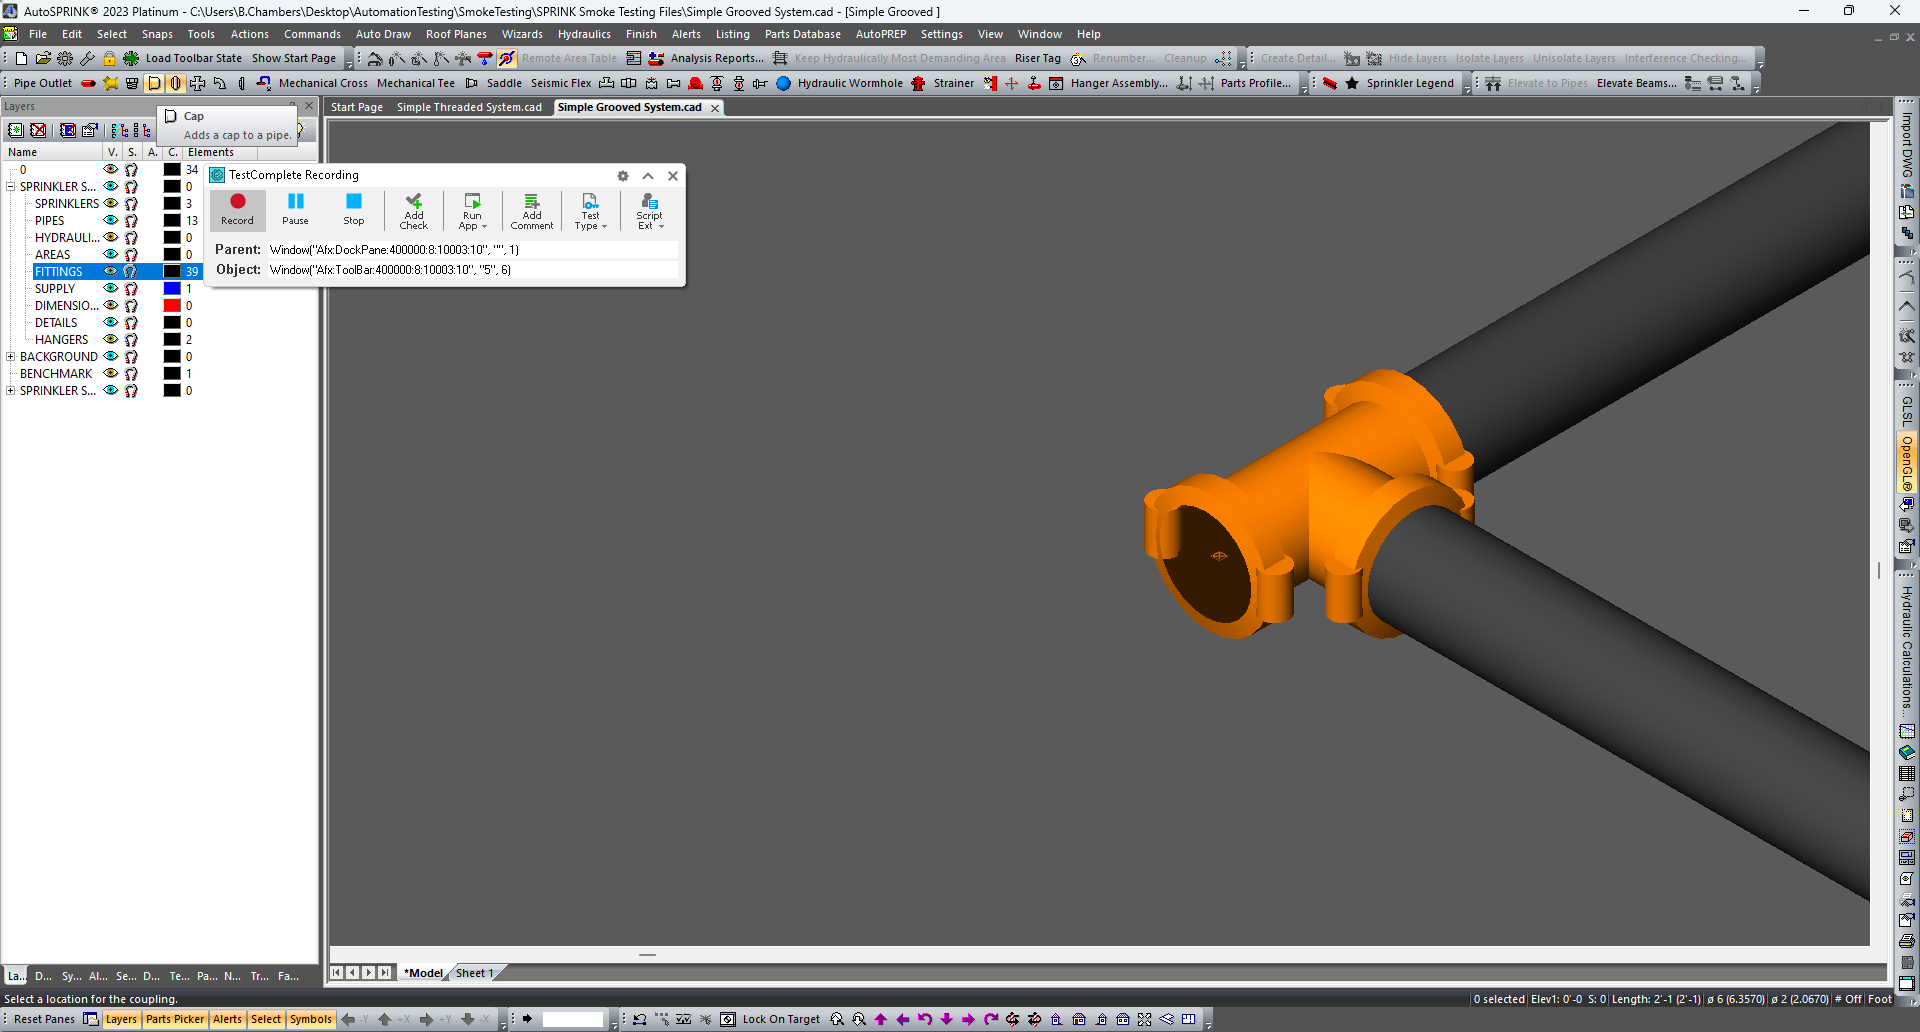 AutoSPRINK® 2023 Platinum - C:\Users\B.Chambers\Desktop\AutomationTesting\SmokeTesting\SPRINK Smoke Testing Files\Simple Grooved System.cad - [Simple Grooved ]
File Edit Select Snaps Tools Actions Commands Auto Draw Roof Planes Wizards Hydraulics Finish Alerts Listing Parts Database AutoPREP Settings View Window Help
Load Toolbar State Show Start Page Remote Area Table Analysis Reports... Keep Hydraulically Most Demanding Area Riser Tag Renumber... Cleanup Create Detail... Hide Layers Isolate Layers Unisolate Layers Interference Checking...
Pipe Outlet Mechanical Cross Mechanical Tee Saddle Seismic Flex Hydraulic Wormhole Strainer Hanger Assembly... Parts Profile... Sprinkler Legend Elevate to Pipes Elevate Beams...
Layers
Start Page Simple Threaded System.cad Simple Grooved System.cad
Cap
Adds a cap to a pipe.
Name V. S. A. C. Elements
0 34
SPRINKLER S... 0
SPRINKLERS 3
PIPES 13
HYDRAULI... 0
AREAS 0
FITTINGS 39
SUPPLY 1
DIMENSIO... 0
DETAILS 0
HANGERS 2
BACKGROUND 0
BENCHMARK 1
SPRINKLER S... 0
TestComplete Recording
Record Pause Stop Add Check Run App Add Comment Test Type Script Ext
Parent: Window("Afx:DockPane:400000:8:10003:10", "", 1)
Object: Window("Afx:ToolBar:400000:8:10003:10", "5", 6)
Import DWG
GLSL
OpenGL®
Hydraulic Calculations...
*Model Sheet 1
La... D... Sy... Al... Se... D... Te... Pa... N... Tr... Fa...
Select a location for the coupling.
0 selected Elev1: 0'-0 S: 0 Length: 2'-1 (2'-1) ø 6 (6.3570) ø 2 (2.0670) # Off Foot
Reset Panes Layers Parts Picker Alerts Select Symbols -Y +X +Y -X Lock On Target